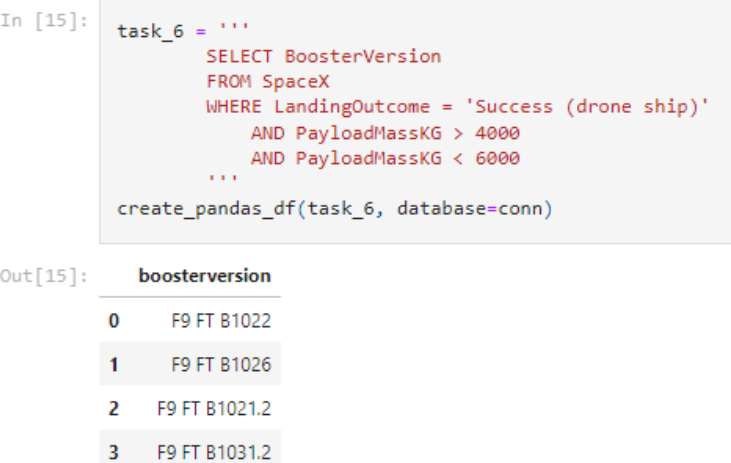 In [15]:
task_6 = '''
SELECT BoosterVersion
FROM SpaceX
WHERE LandingOutcome = 'Success (drone ship)'
AND PayloadMassKG > 4000
AND PayloadMassKG < 6000
'''
create_pandas_df(task_6, database=conn)
Out[15]:
boosterversion
0 F9 FT B1022
1 F9 FT B1026
2 F9 FT B1021.2
3 F9 FT B1031.2